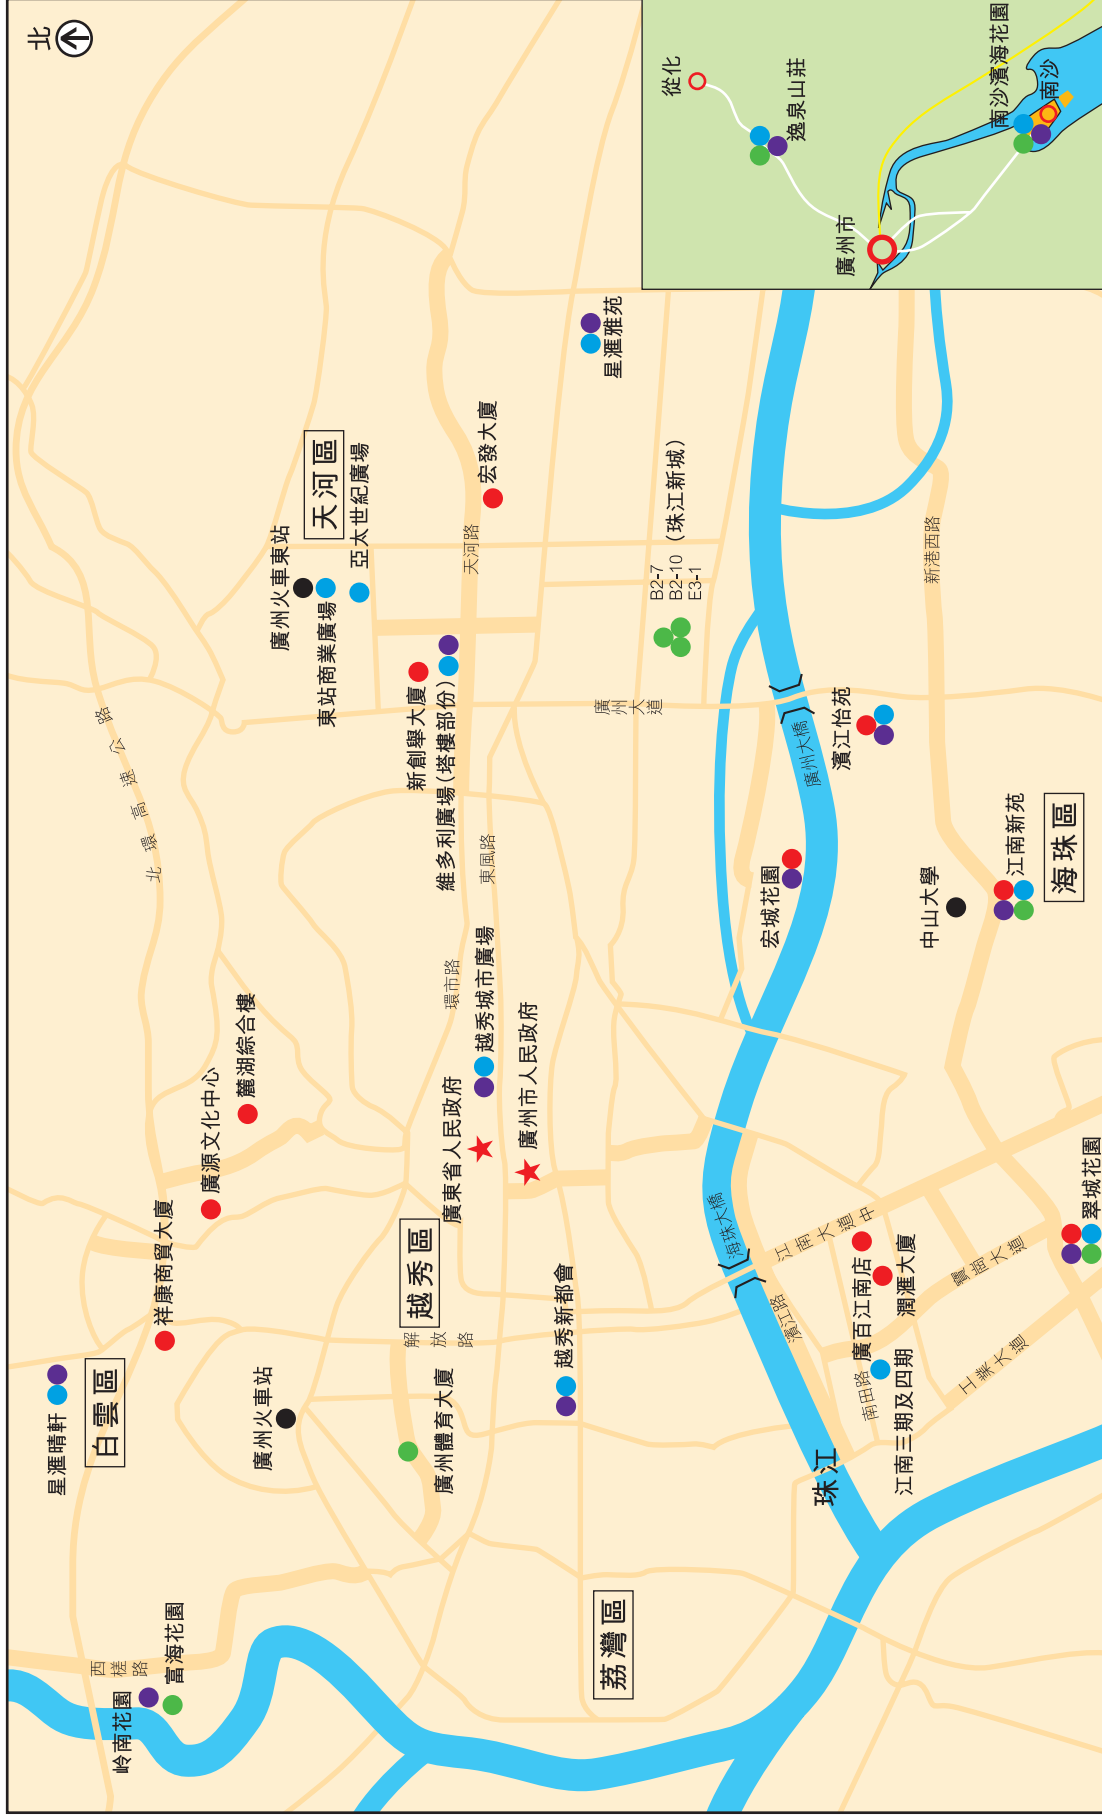 北
從化
逸泉山莊
南沙濱海花園
南沙
廣州市
星滙雅苑
天河區
宏發大廈
亞太世紀廣場
廣州火車東站
東站商業廣場
天河路
B2-7
B2-10（珠江新城）
E3-1
新港西路
新創舉大廈
維多利廣場(塔樓部份)
廣州大道
濱江怡苑
廣州大橋
北環高速公路
東風路
宏城花園
中山大學
江南新苑
海珠區
環市路
越秀城市廣場
麓湖綜合樓
廣源文化中心
廣東省人民政府
廣州市人民政府
祥康商貿大廈
越秀區
解放路
越秀新都會
海珠大橋
江南大道中
廣百江南店
潤滙大廈
寶崗大道
翠城花園
濱江路
南田路
江南三期及四期
工業大道
珠江
星滙晴軒
白雲區
廣州火車站
廣州體育大廈
荔灣區
西槎路
富海花園
岭南花園